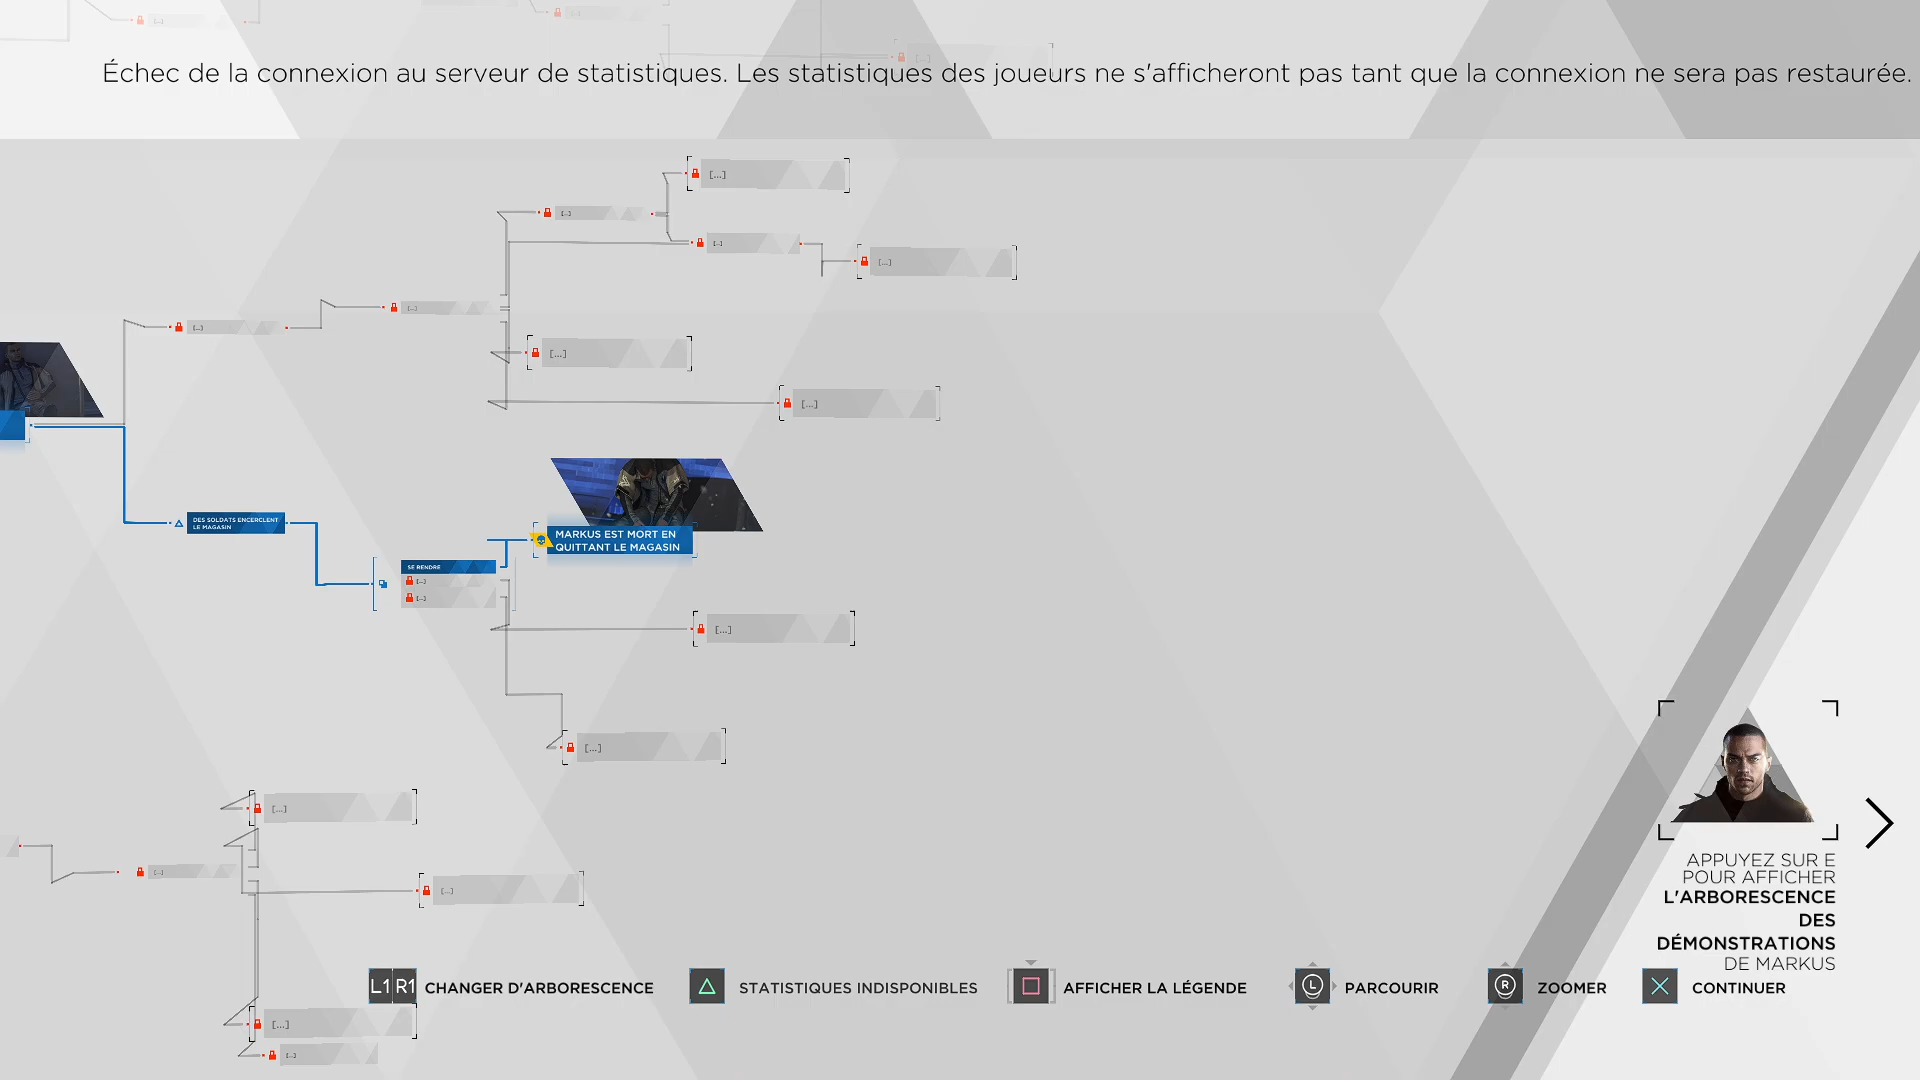 Échec de la connexion au serveur de statistiques. Les statistiques des joueurs ne s'afficheront pas tant que la connexion ne sera pas restaurée.
[...]
[...]
[...]
[...]
[...]
[...]
[...]
[...]
DES SOLDATS ENCERCLENT
LE MAGASIN
MARKUS EST MORT EN
QUITTANT LE MAGASIN
SE RENDRE
[...]
[...]
[...]
[...]
[...]
[...]
[...]
[...]
[...]
APPUYEZ SUR E
POUR AFFICHER
L'ARBORESCENCE
DES
DÉMONSTRATIONS
DE MARKUS
L1 R1 CHANGER D'ARBORESCENCE
STATISTIQUES INDISPONIBLES
AFFICHER LA LÉGENDE
L PARCOURIR
R ZOOMER
CONTINUER